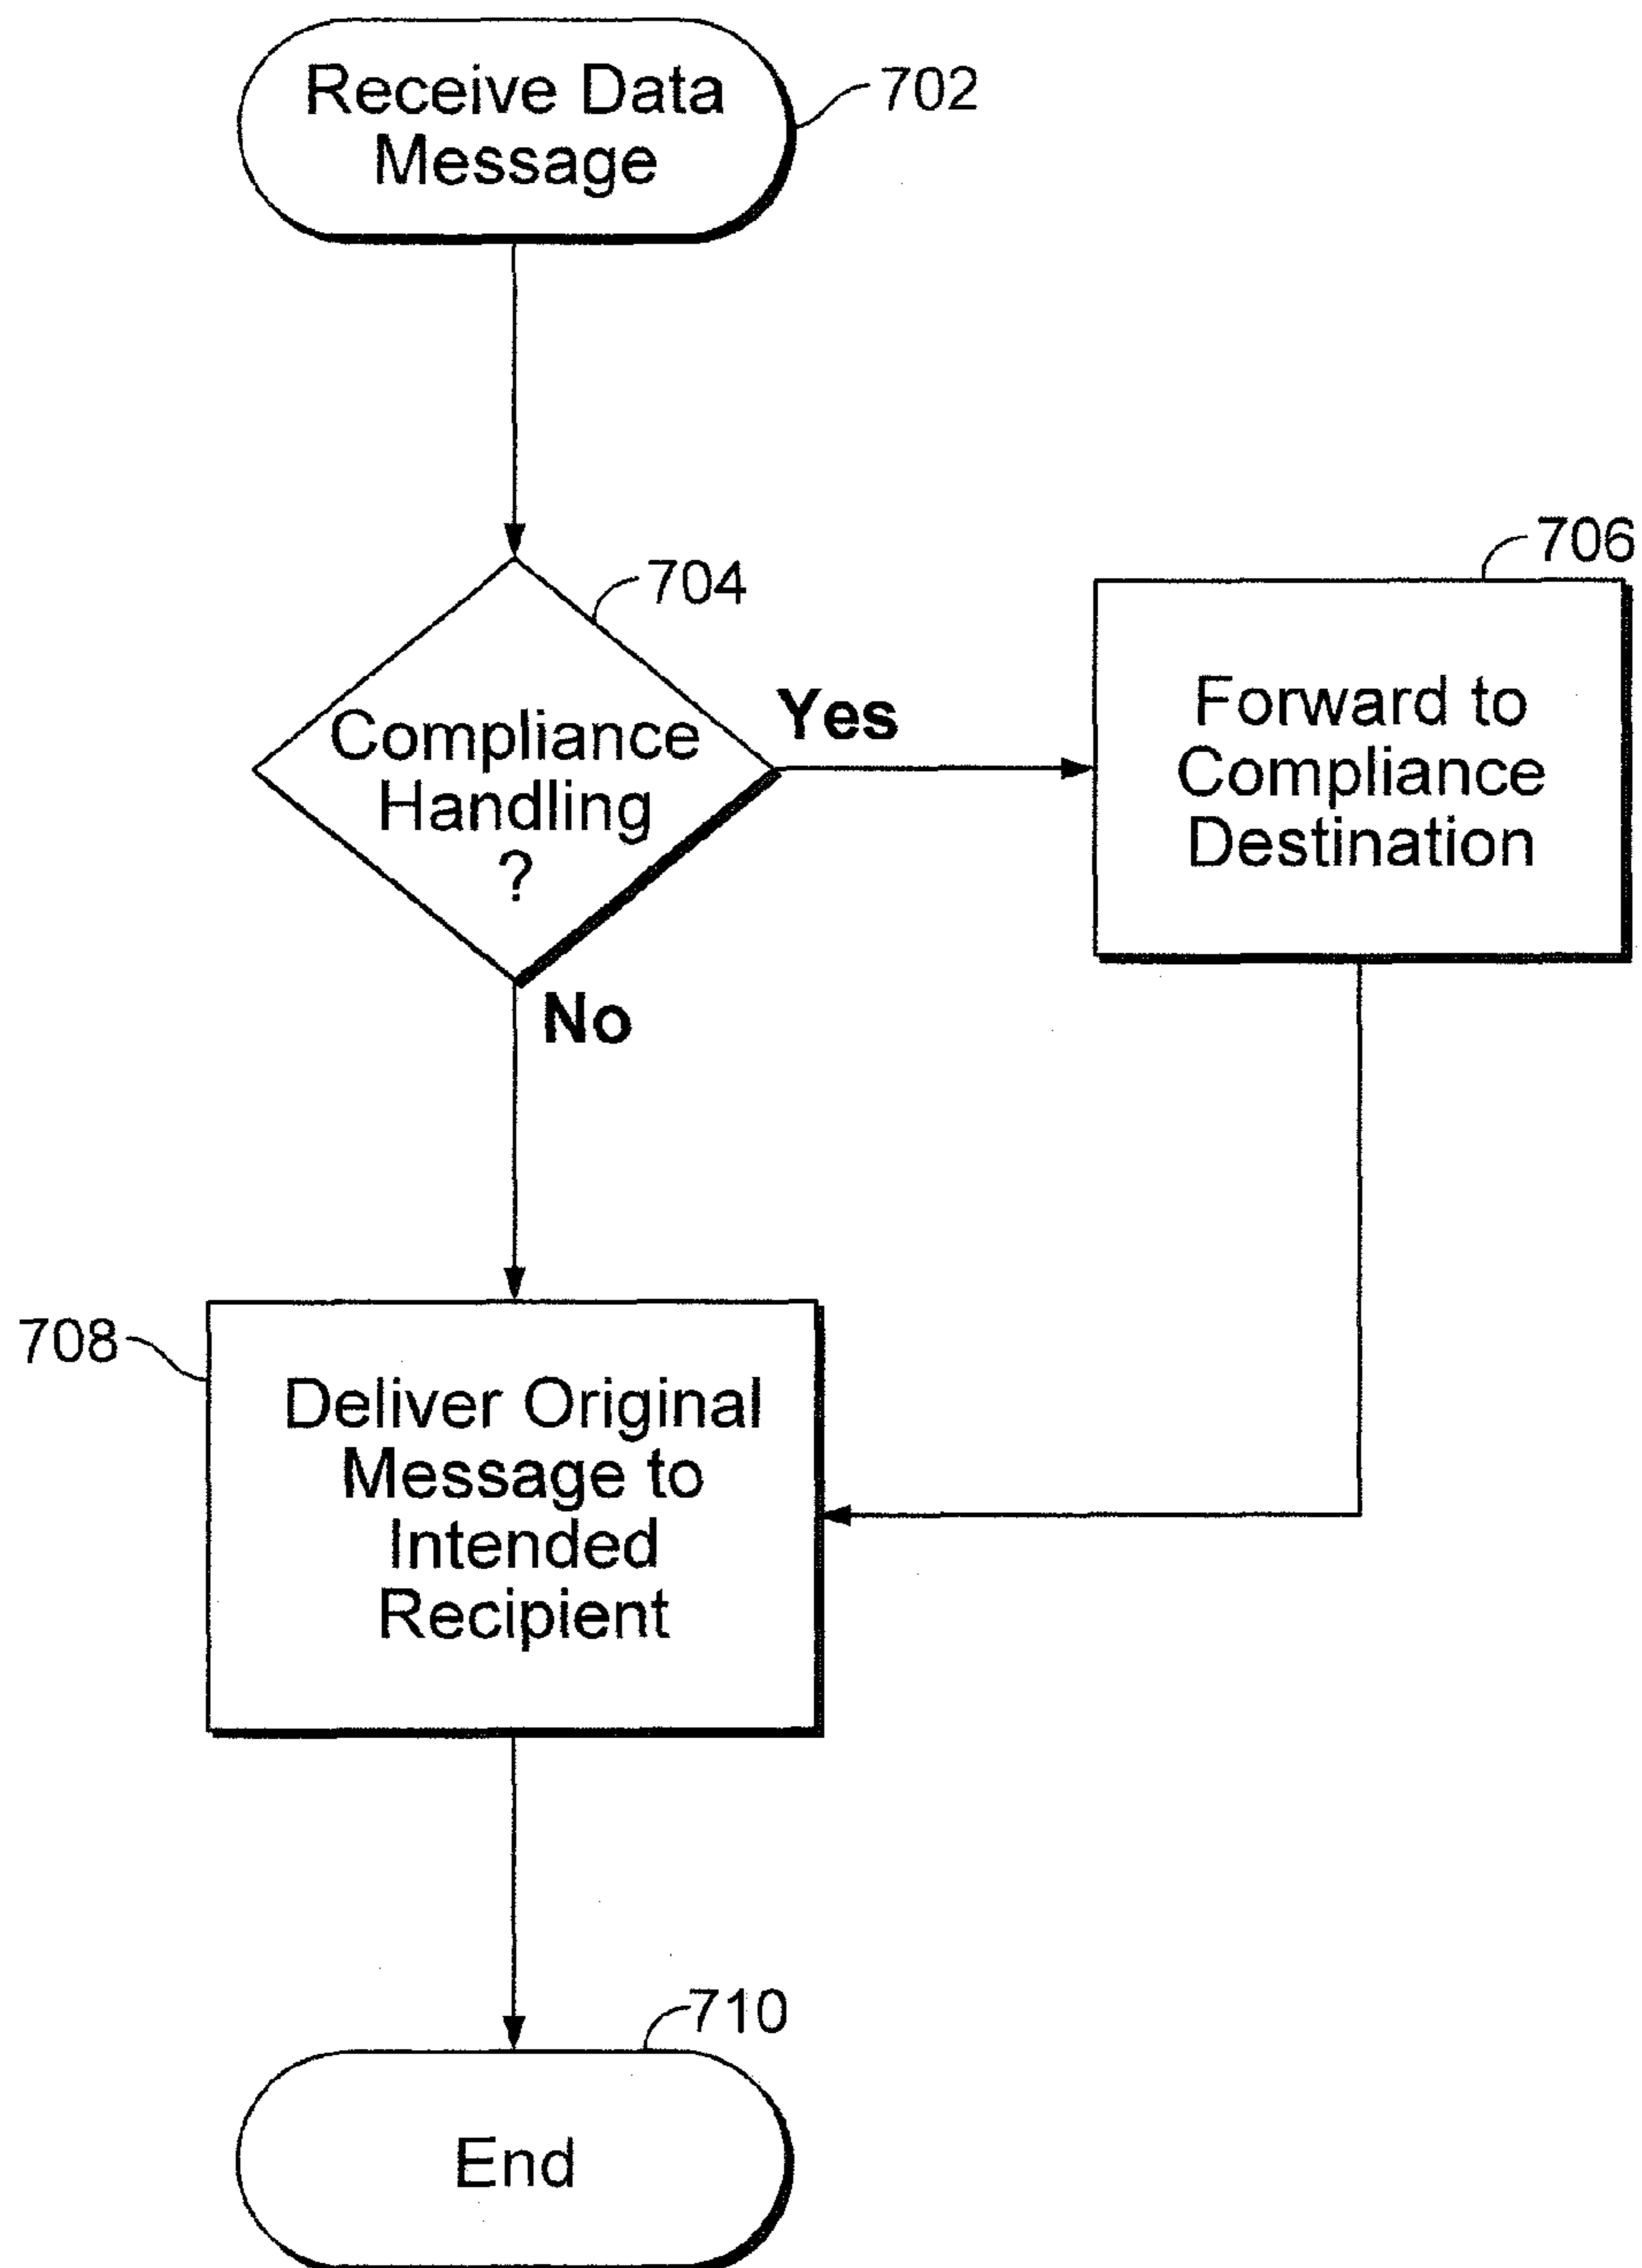 Receive Data
Message
702
704
Compliance
Handling
?
Yes
No
706
Forward to
Compliance
Destination
708
Deliver Original
Message to
Intended
Recipient
710
End